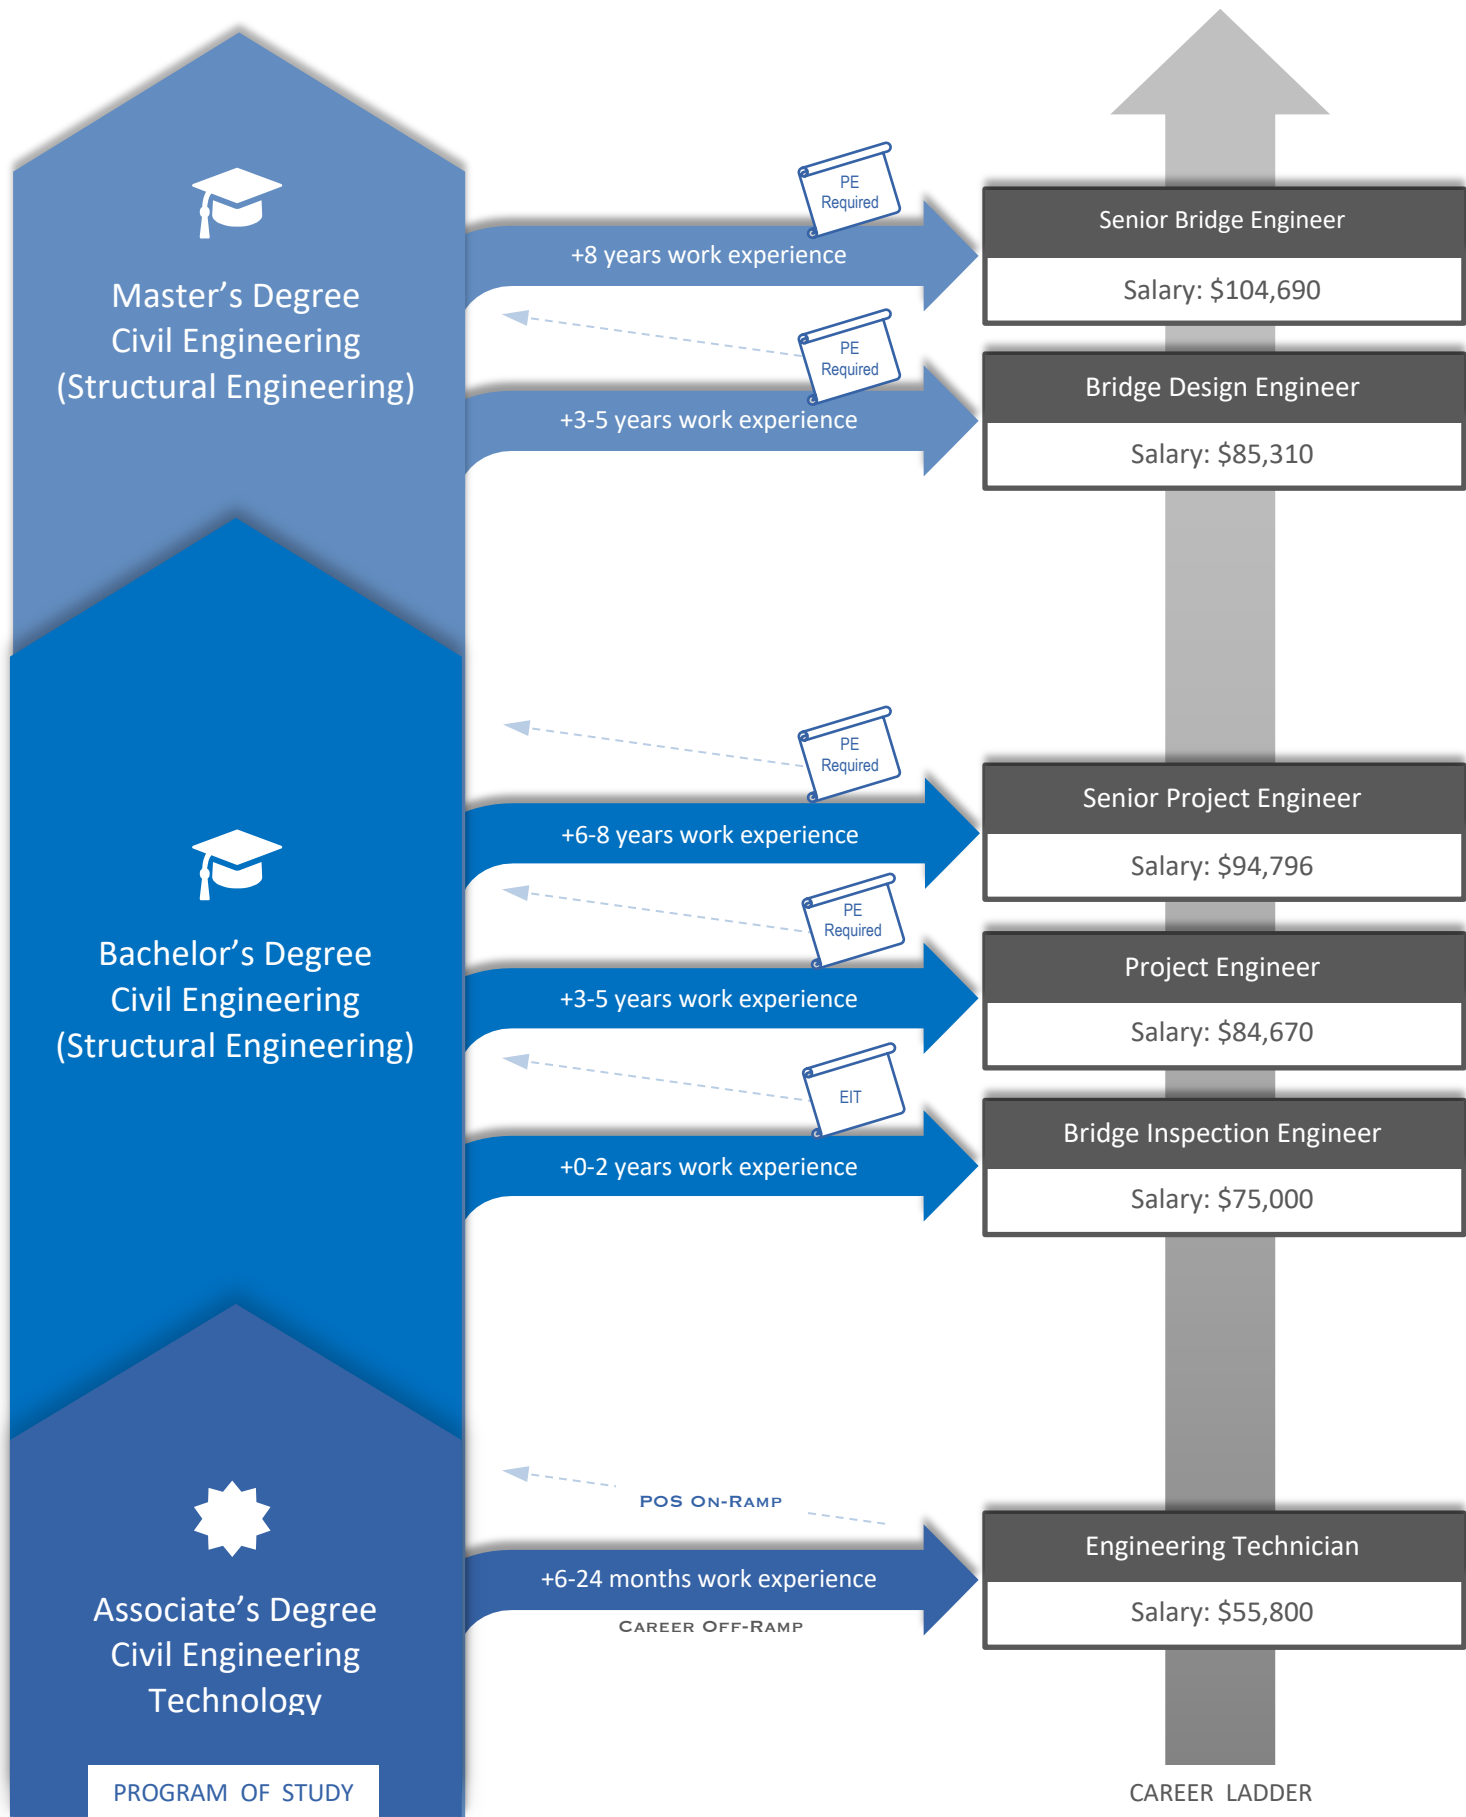 PE
Required
+8 years work experience
Senior Bridge Engineer
Salary: $104,690
Master’s Degree
Civil Engineering
(Structural Engineering)
PE
Required
+3-5 years work experience
Bridge Design Engineer
Salary: $85,310
PE
Required
+6-8 years work experience
Senior Project Engineer
Salary: $94,796
Bachelor’s Degree
Civil Engineering
(Structural Engineering)
PE
Required
+3-5 years work experience
Project Engineer
Salary: $84,670
EIT
+0-2 years work experience
Bridge Inspection Engineer
Salary: $75,000
POS On-Ramp
+6-24 months work experience
Career Off-Ramp
Engineering Technician
Salary: $55,800
Associate’s Degree
Civil Engineering
Technology
PROGRAM OF STUDY
CAREER LADDER